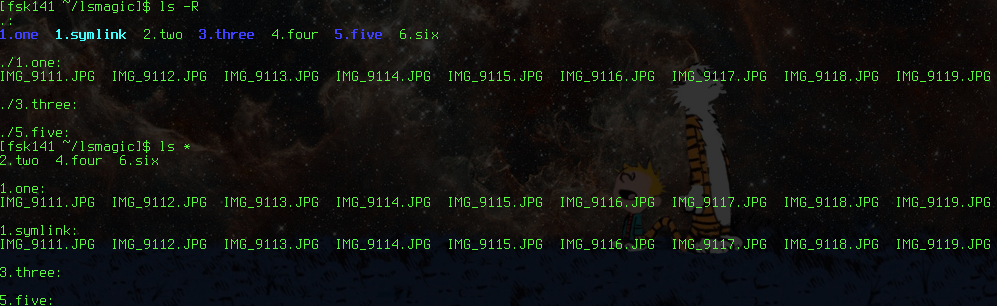 [fsk141 ~/lsmagic]$ ls -R
.:
1.one  1.symlink  2.two  3.three  4.four  5.five  6.six
./1.one:
IMG_9111.JPG  IMG_9112.JPG  IMG_9113.JPG  IMG_9114.JPG  IMG_9115.JPG  IMG_9116.JPG  IMG_9117.JPG  IMG_9118.JPG  IMG_9119.JPG
./3.three:
./5.five:
[fsk141 ~/lsmagic]$ ls *
2.two  4.four  6.six
1.one:
IMG_9111.JPG  IMG_9112.JPG  IMG_9113.JPG  IMG_9114.JPG  IMG_9115.JPG  IMG_9116.JPG  IMG_9117.JPG  IMG_9118.JPG  IMG_9119.JPG
1.symlink:
IMG_9111.JPG  IMG_9112.JPG  IMG_9113.JPG  IMG_9114.JPG  IMG_9115.JPG  IMG_9116.JPG  IMG_9117.JPG  IMG_9118.JPG  IMG_9119.JPG
3.three:
5.five: